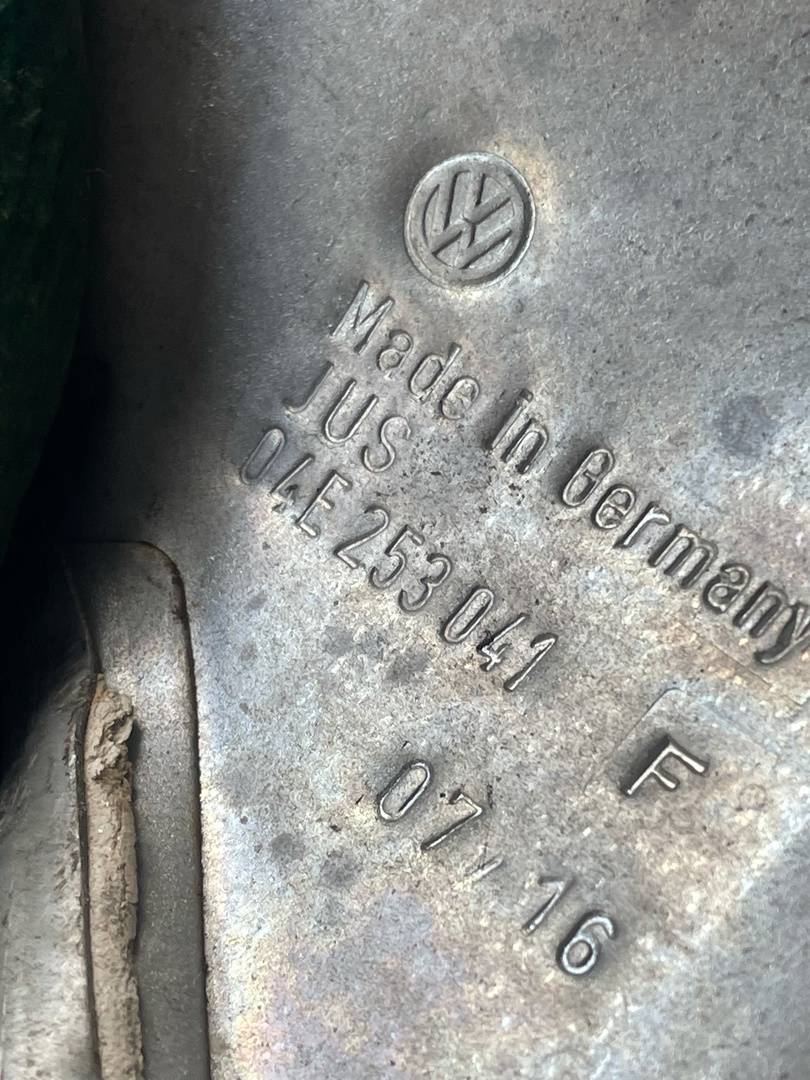 Made in Germany
JUS
04E 253 041 F
07, 16